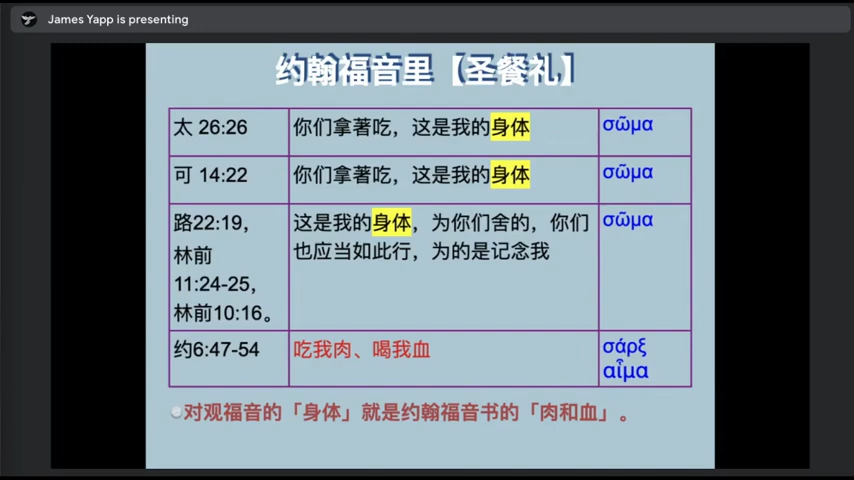 James Yapp is presenting
约翰福音里【圣餐礼】
太 26:26
你们拿著吃，这是我的身体
σῶμα
可 14:22
你们拿著吃，这是我的身体
σῶμα
路22:19，
林前
11:24-25，
林前10:16。
这是我的身体，为你们舍的，你们
也应当如此行，为的是记念我
σῶμα
约6:47-54
吃我肉、喝我血
σάρξ
αἷμα
对观福音的「身体」就是约翰福音书的「肉和血」。